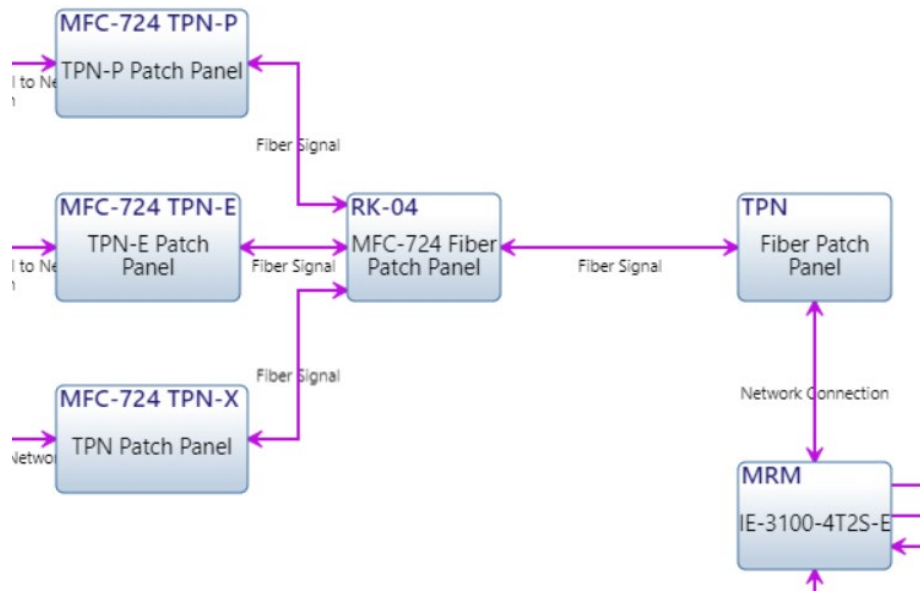 MFC-724 TPN-P
TPN-P Patch Panel
Fiber Signal
MFC-724 TPN-E
TPN-E Patch
Panel
Fiber Signal
RK-04
MFC-724 Fiber
Patch Panel
Fiber Signal
TPN
Fiber Patch
Panel
Fiber Signal
MFC-724 TPN-X
TPN Patch Panel
Network Connection
MRM
IE-3100-4T2S-E